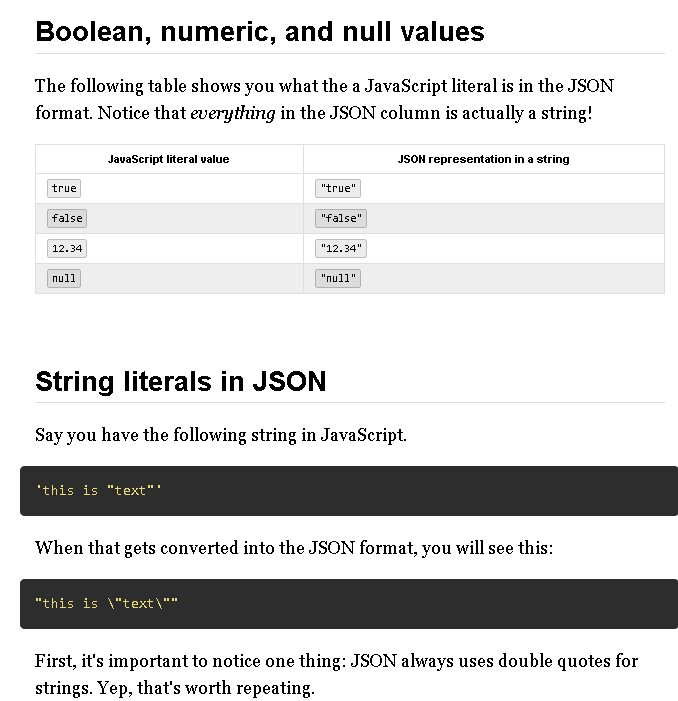 Boolean, numeric, and null values
The following table shows you what the a JavaScript literal is in the JSON
format. Notice that everything in the JSON column is actually a string!
JavaScript literal value JSON representation in a string
true "true"
false "false"
12.34 "12.34"
null "null"
String literals in JSON
Say you have the following string in JavaScript.
'this is "text"'
When that gets converted into the JSON format, you will see this:
"this is \"text\""
First, it's important to notice one thing: JSON always uses double quotes for
strings. Yep, that's worth repeating.